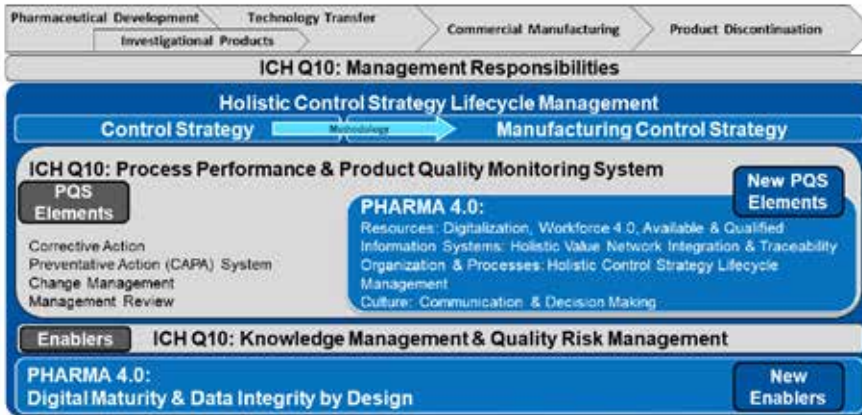 Pharmaceutical Development
Technology Transfer
Investigational Products
Commercial Manufacturing
Product Discontinuation
ICH Q10: Management Responsibilities
Holistic Control Strategy Lifecycle Management
Control Strategy
Methodology
Manufacturing Control Strategy
ICH Q10: Process Performance & Product Quality Monitoring System
PQS
Elements
Corrective Action
Preventative Action (CAPA) System
Change Management
Management Review
New PQS
Elements
PHARMA 4.0:
Resources: Digitalization, Workforce 4.0, Available & Qualified
Information Systems: Holistic Value Network Integration & Traceability
Organization & Processes: Holistic Control Strategy Lifecycle
Management
Culture: Communication & Decision Making
Enablers
ICH Q10: Knowledge Management & Quality Risk Management
PHARMA 4.0:
Digital Maturity & Data Integrity by Design
New
Enablers